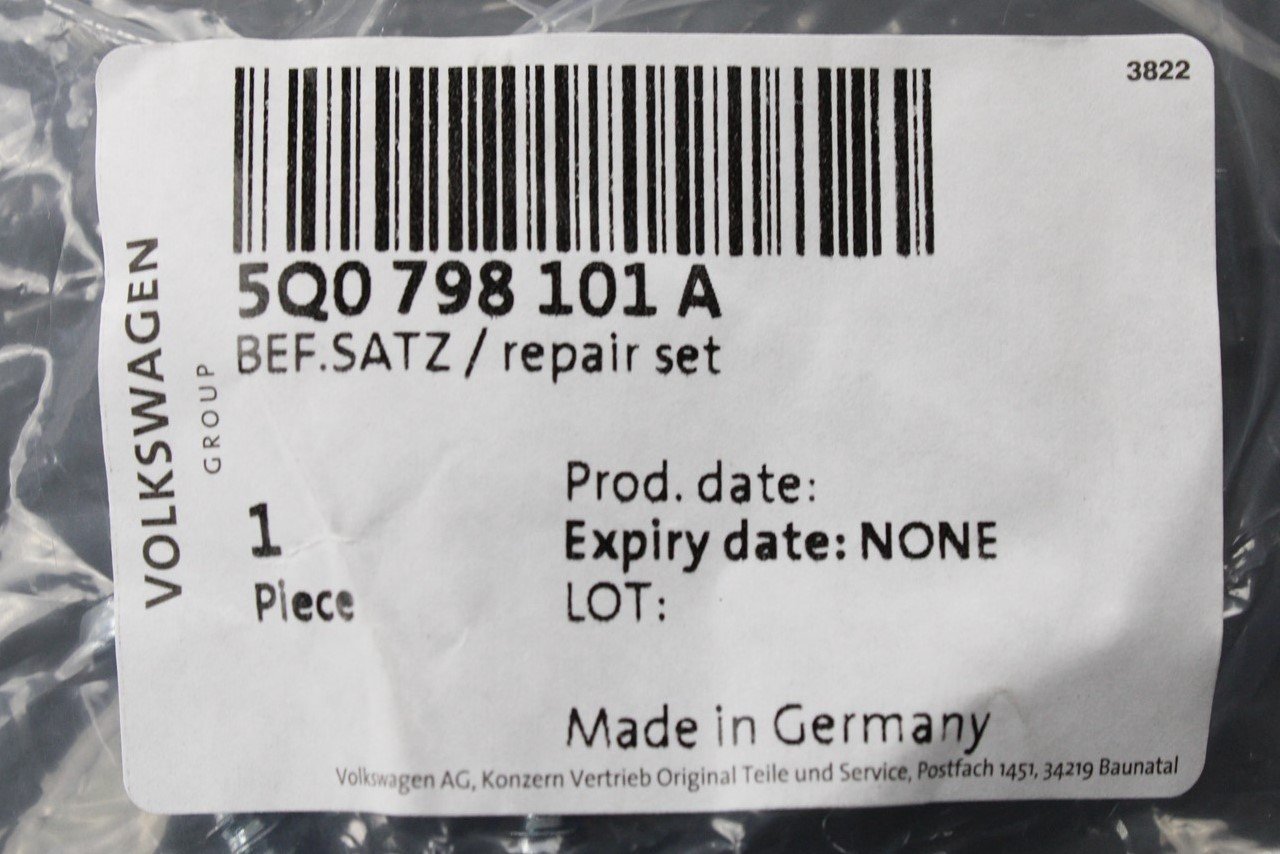 3822
5Q0 798 101 A
BEF.SATZ / repair set
VOLKSWAGEN
GROUP
1
Piece
Prod. date:
Expiry date: NONE
LOT:
Made in Germany
Volkswagen AG, Konzern Vertrieb Original Teile und Service, Postfach 1451, 34219 Baunatal